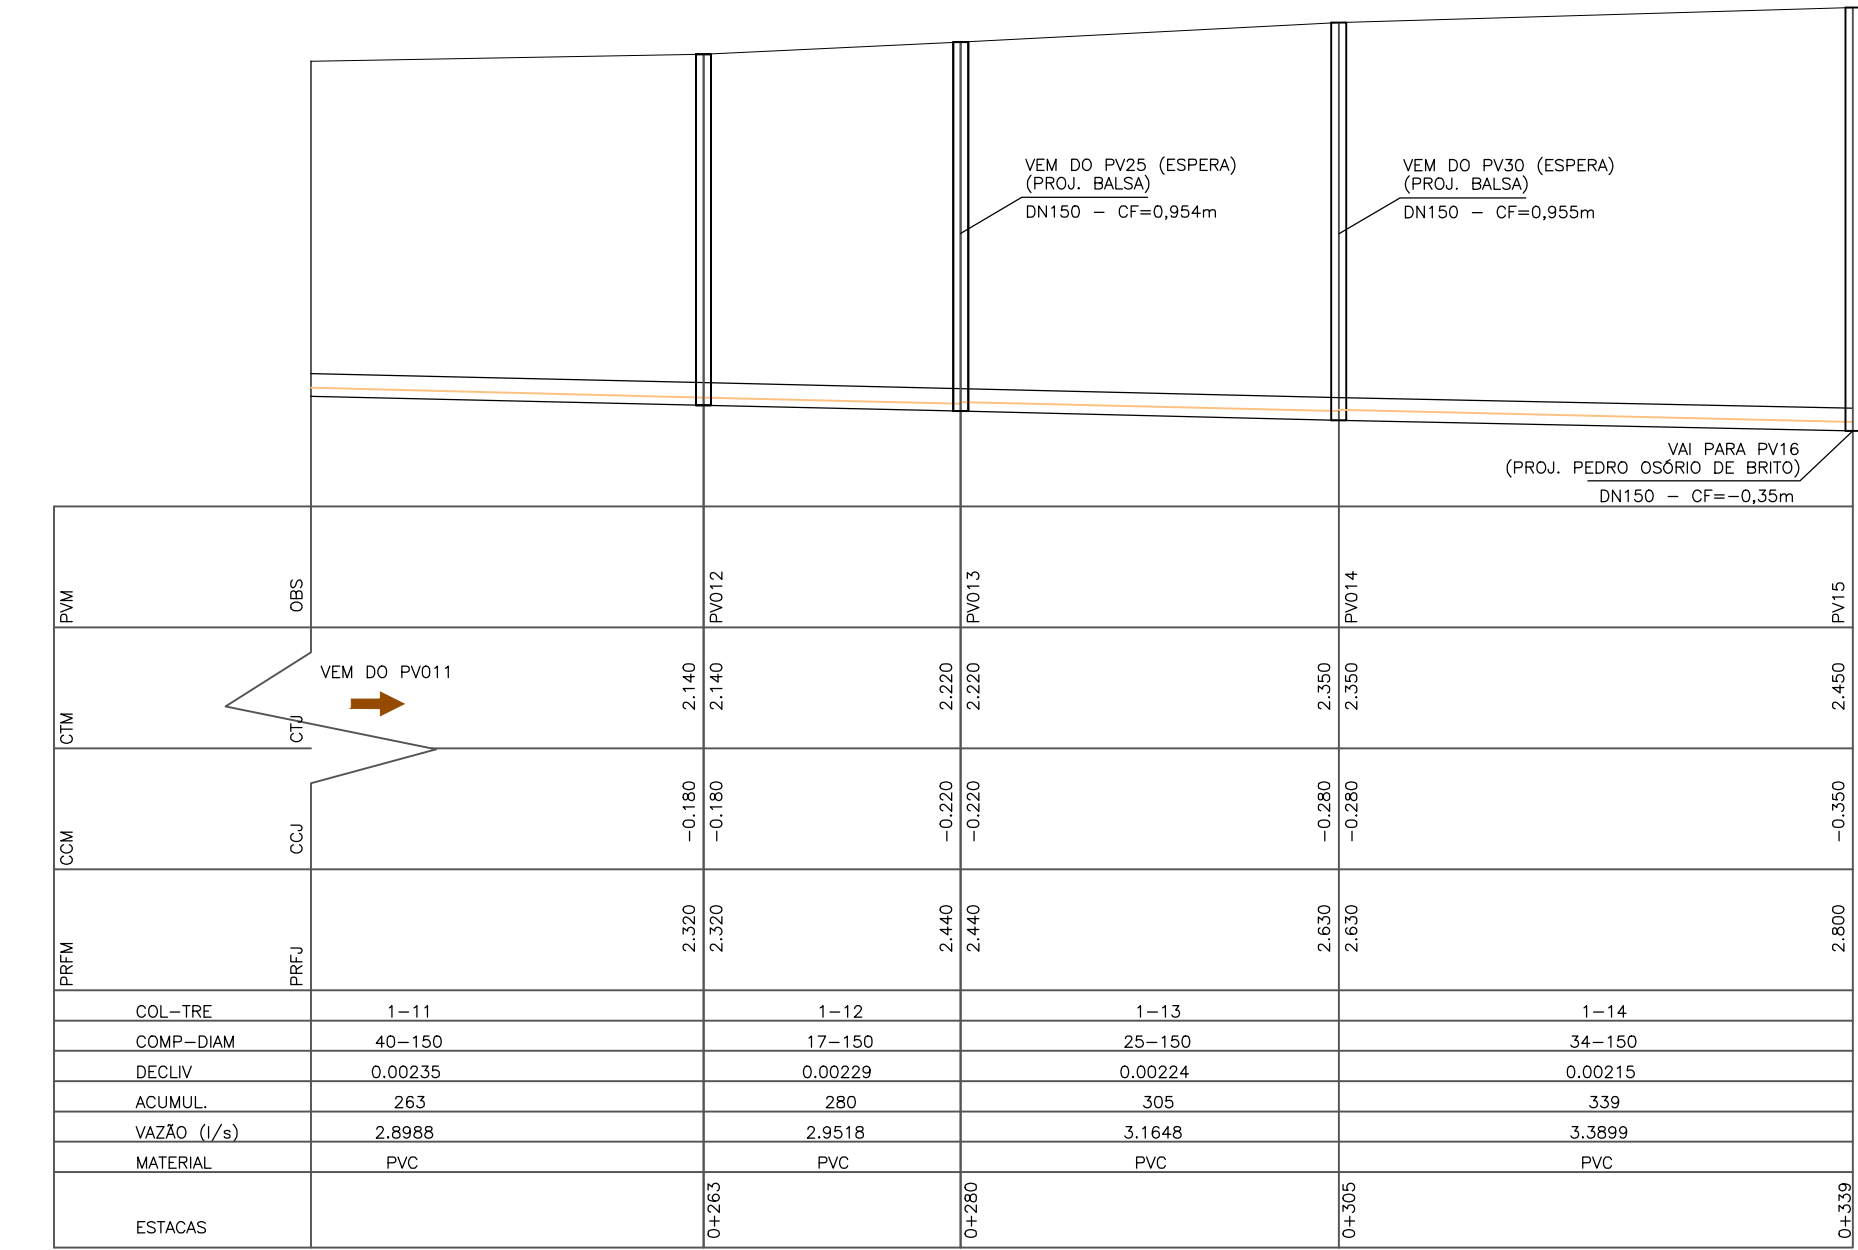 VEM DO PV25 (ESPERA)
(PROJ. BALSA)
DN150 – CF=0,954m
VEM DO PV30 (ESPERA)
(PROJ. BALSA)
DN150 – CF=0,955m
VAI PARA PV16
(PROJ. PEDRO OSÓRIO DE BRITO)
DN150 – CF=–0,35m
PVM OBS PV012 PV013 PV014 PV15
VEM DO PV011
CTM CTJ 2.140 2.140 2.220 2.220 2.350 2.350 2.450
CCM CCJ –0.180 –0.180 –0.220 –0.220 –0.280 –0.280 –0.350
PRFM PRFJ 2.320 2.320 2.440 2.440 2.630 2.630 2.800
COL–TRE 1–11 1–12 1–13 1–14
COMP–DIAM 40–150 17–150 25–150 34–150
DECLIV 0.00235 0.00229 0.00224 0.00215
ACUMUL. 263 280 305 339
VAZÃO (l/s) 2.8988 2.9518 3.1648 3.3899
MATERIAL PVC PVC PVC PVC
ESTACAS 0+263 0+280 0+305 0+339